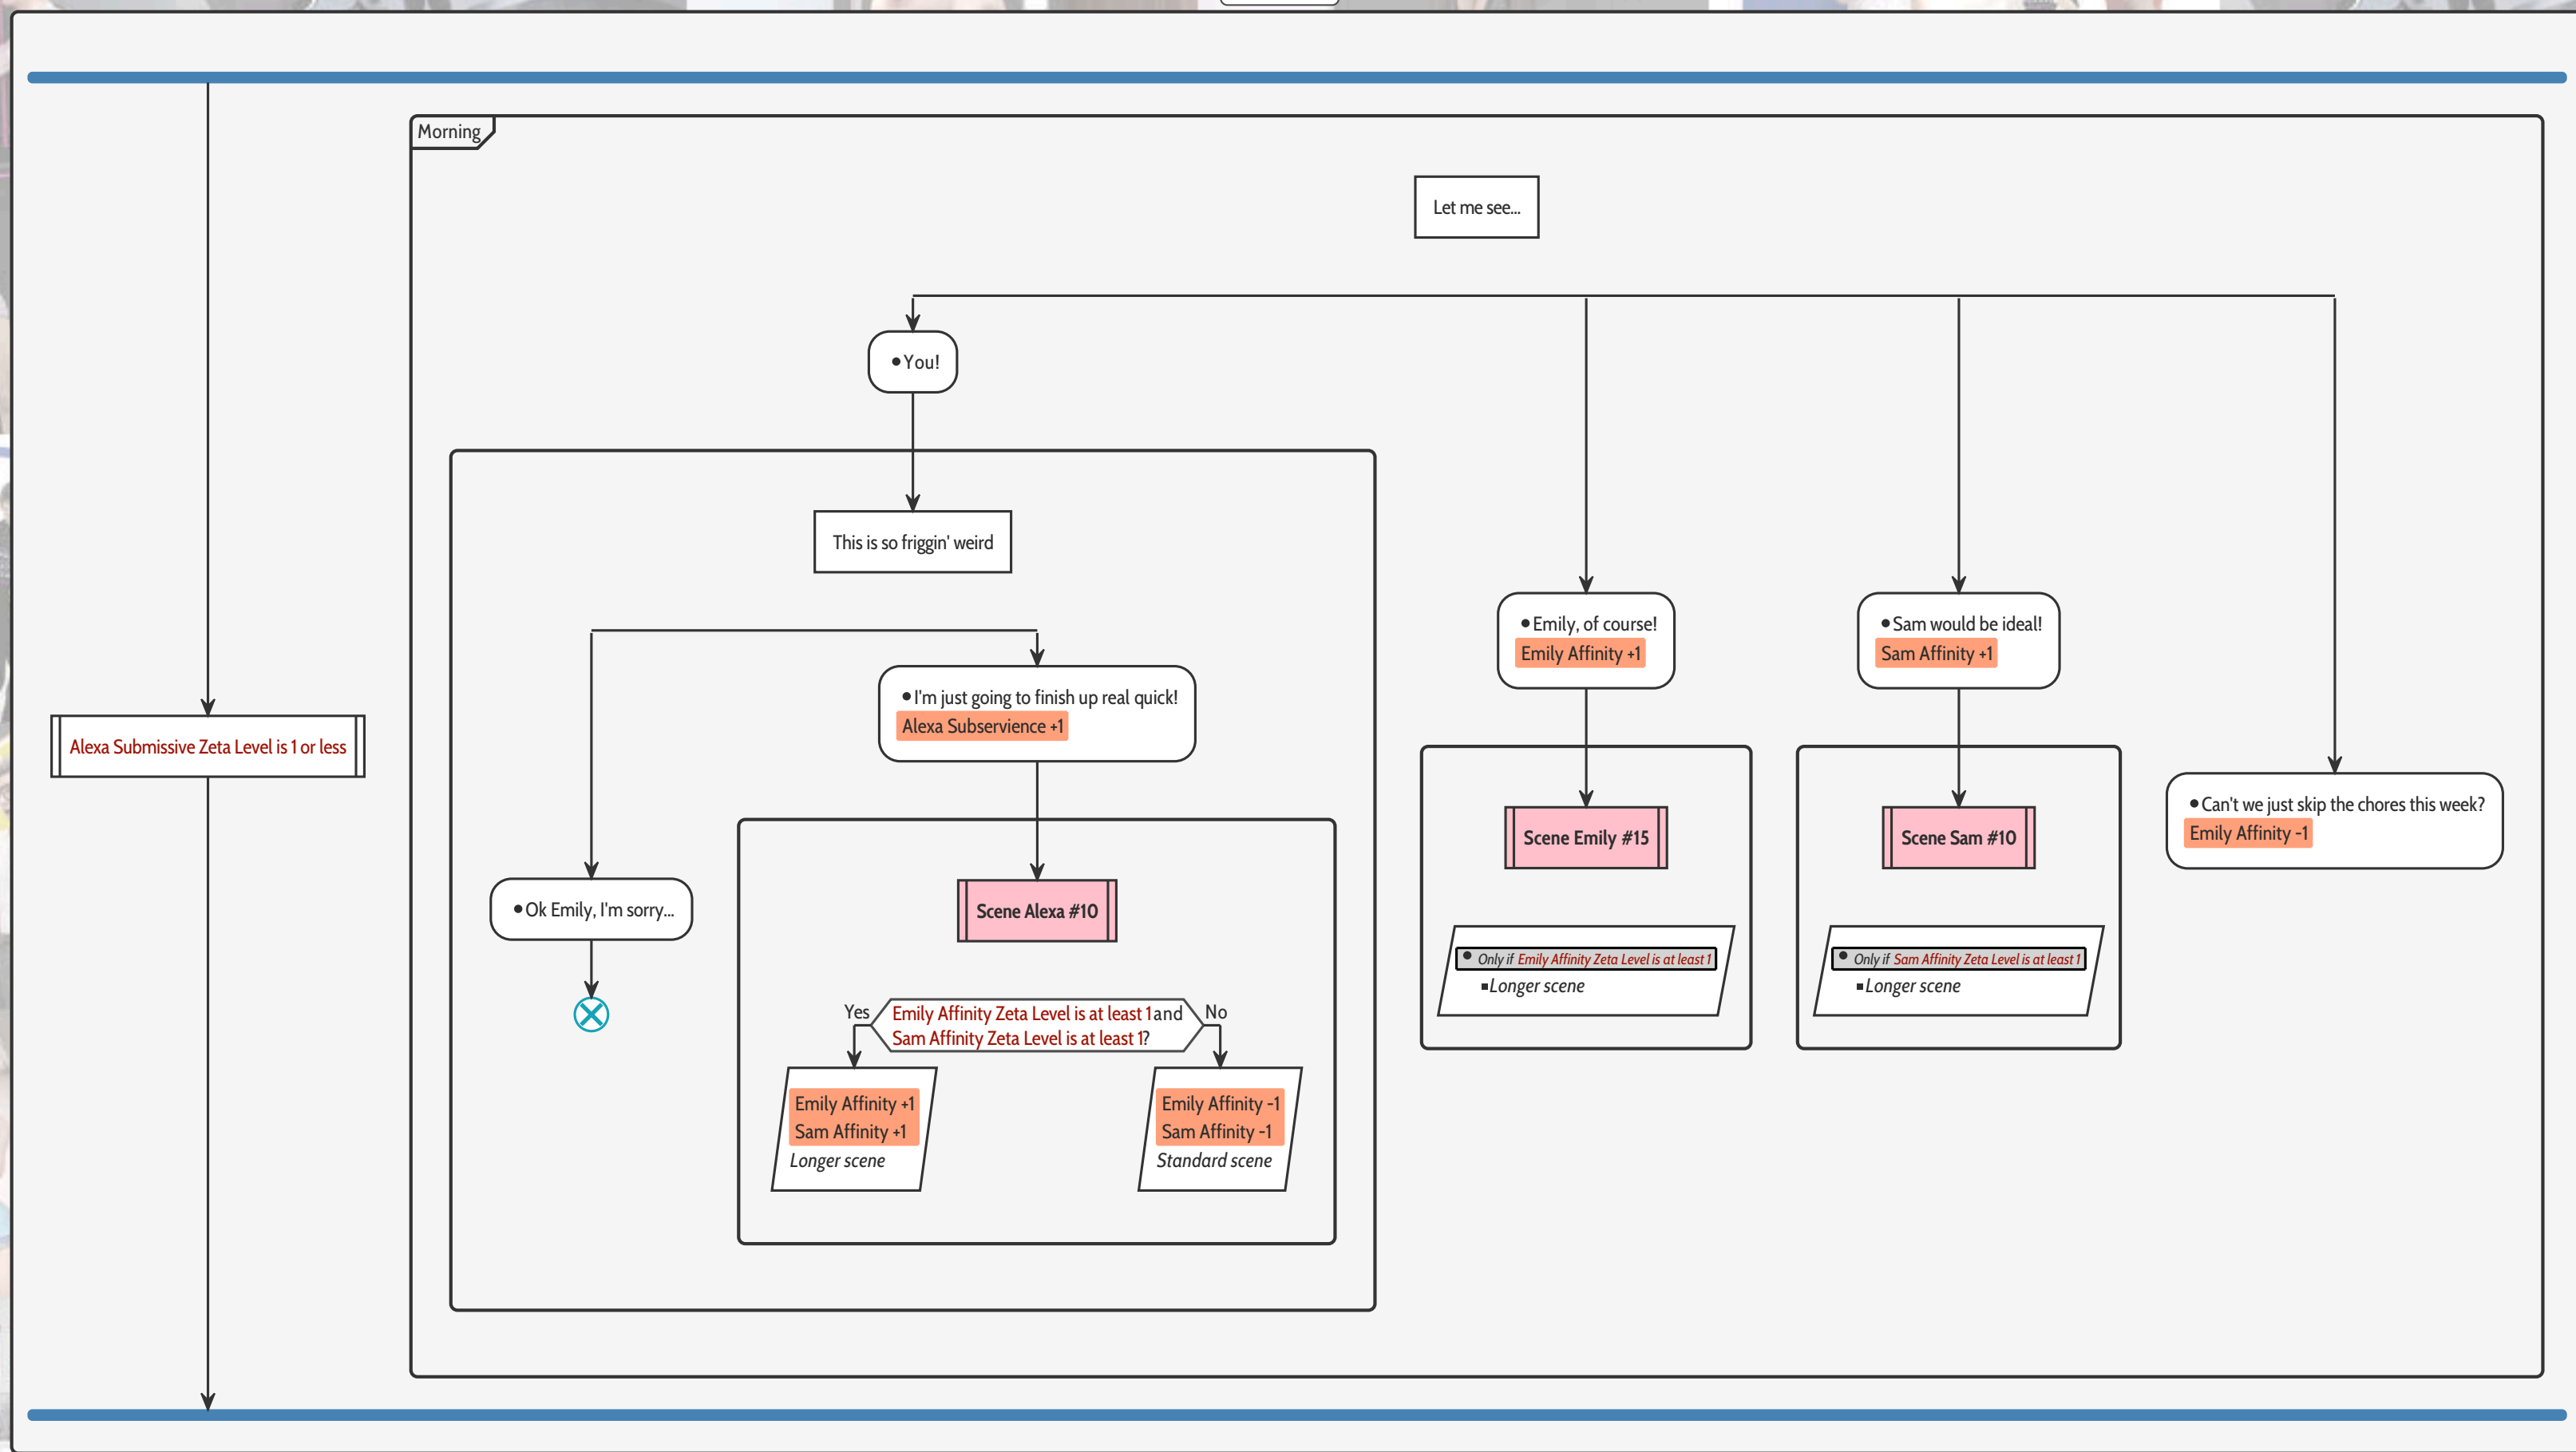 Morning
Let me see...
•You!
This is so friggin' weird
•I'm just going to finish up real quick!
Alexa Subservience +1
•Emily, of course!
Emily Affinity +1
•Sam would be ideal!
Sam Affinity +1
Alexa Submissive Zeta Level is 1 or less
•Can't we just skip the chores this week?
Emily Affinity -1
Scene Emily #15
Scene Sam #10
•Ok Emily, I'm sorry...
Scene Alexa #10
• Only if Emily Affinity Zeta Level is at least 1
▪Longer scene
• Only if Sam Affinity Zeta Level is at least 1
▪Longer scene
Yes
Emily Affinity Zeta Level is at least 1 and
Sam Affinity Zeta Level is at least 1?
No
Emily Affinity +1
Sam Affinity +1
Longer scene
Emily Affinity -1
Sam Affinity -1
Standard scene